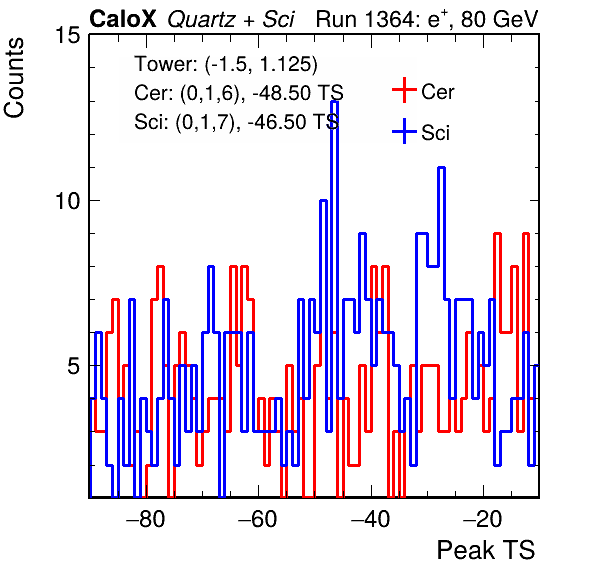 CaloX Quartz + Sci Run 1364: e⁺, 80 GeV
Counts
15
Tower: (-1.5, 1.125)
Cer: (0,1,6), -48.50 TS
Sci: (0,1,7), -46.50 TS
Cer
Sci
10
5
−80 −60 −40 −20
Peak TS